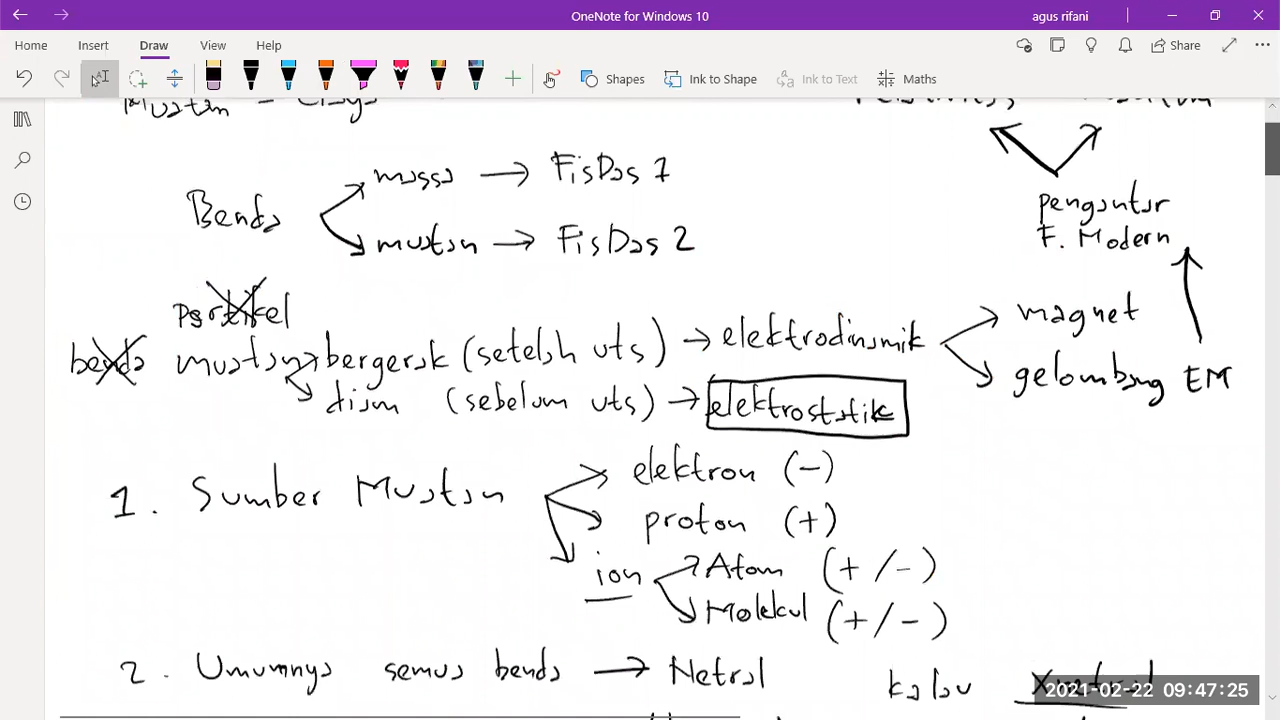 OneNote for Windows 10
agus rifani
Home Insert Draw View Help
Share
Shapes Ink to Shape Ink to Text Maths
Muatan
Benda massa → FisDas 1
muatan → FisDas 2
pengantar
F. Modern
Partikel
benda muatan bergerak (setelah uts) → elektrodinamik magnet
diam (sebelum uts) → elektrostatik gelombang EM
1. Sumber Muatan elektron (-)
proton (+)
ion Atom (+/-)
Molekul (+/-)
2. Umumnya semua benda → Netral kalau
2021-02-22 09:47:25